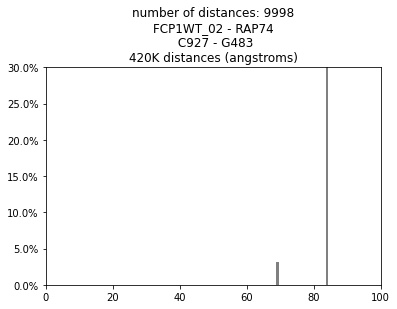 number of distances: 9998
FCP1WT_02 - RAP74
C927 - G483
420K distances (angstroms)
30.0%
25.0%
20.0%
15.0%
10.0%
5.0%
0.0%
0 20 40 60 80 100